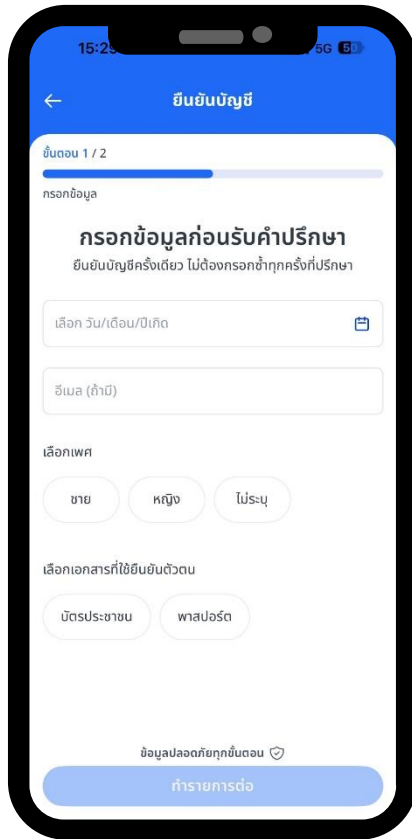 15:2
5G 50
ยืนยันบัญชี
ขั้นตอน 1 / 2
กรอกข้อมูล
กรอกข้อมูลก่อนรับคำปรึกษา
ยืนยันบัญชีครั้งเดียว ไม่ต้องกรอกซ้ำทุกครั้งที่ปรึกษา
เลือก วัน/เดือน/ปีเกิด
อีเมล (ถ้ามี)
เลือกเพศ
ชาย หญิง ไม่ระบุ
เลือกเอกสารที่ใช้ยืนยันตัวตน
บัตรประชาชน พาสปอร์ต
ข้อมูลปลอดภัยทุกขั้นตอน
ทำรายการต่อ